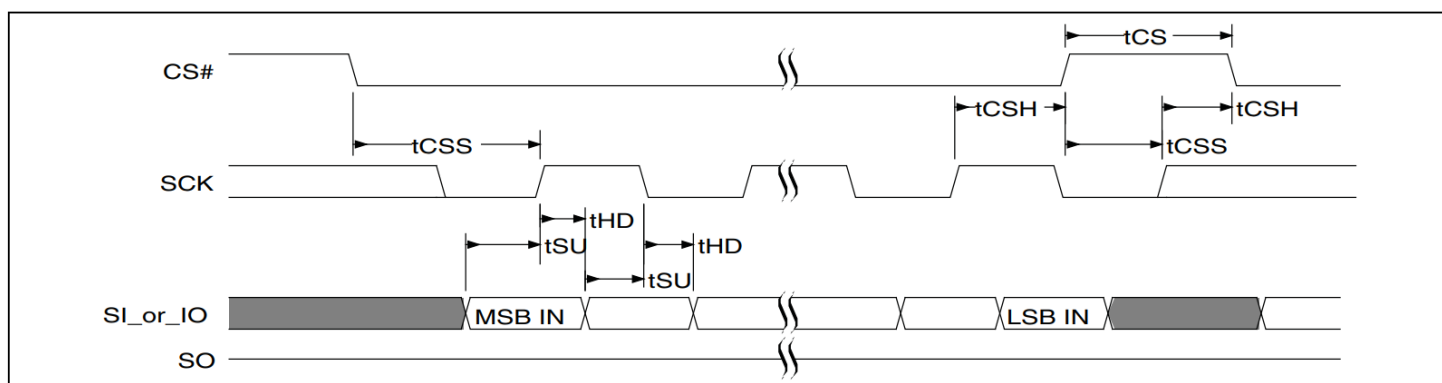 tCS
CS#
tCSH
tCSH
tCSS
tCSS
SCK
tHD
tSU
tHD
tSU
SI_or_IO
MSB IN
LSB IN
SO